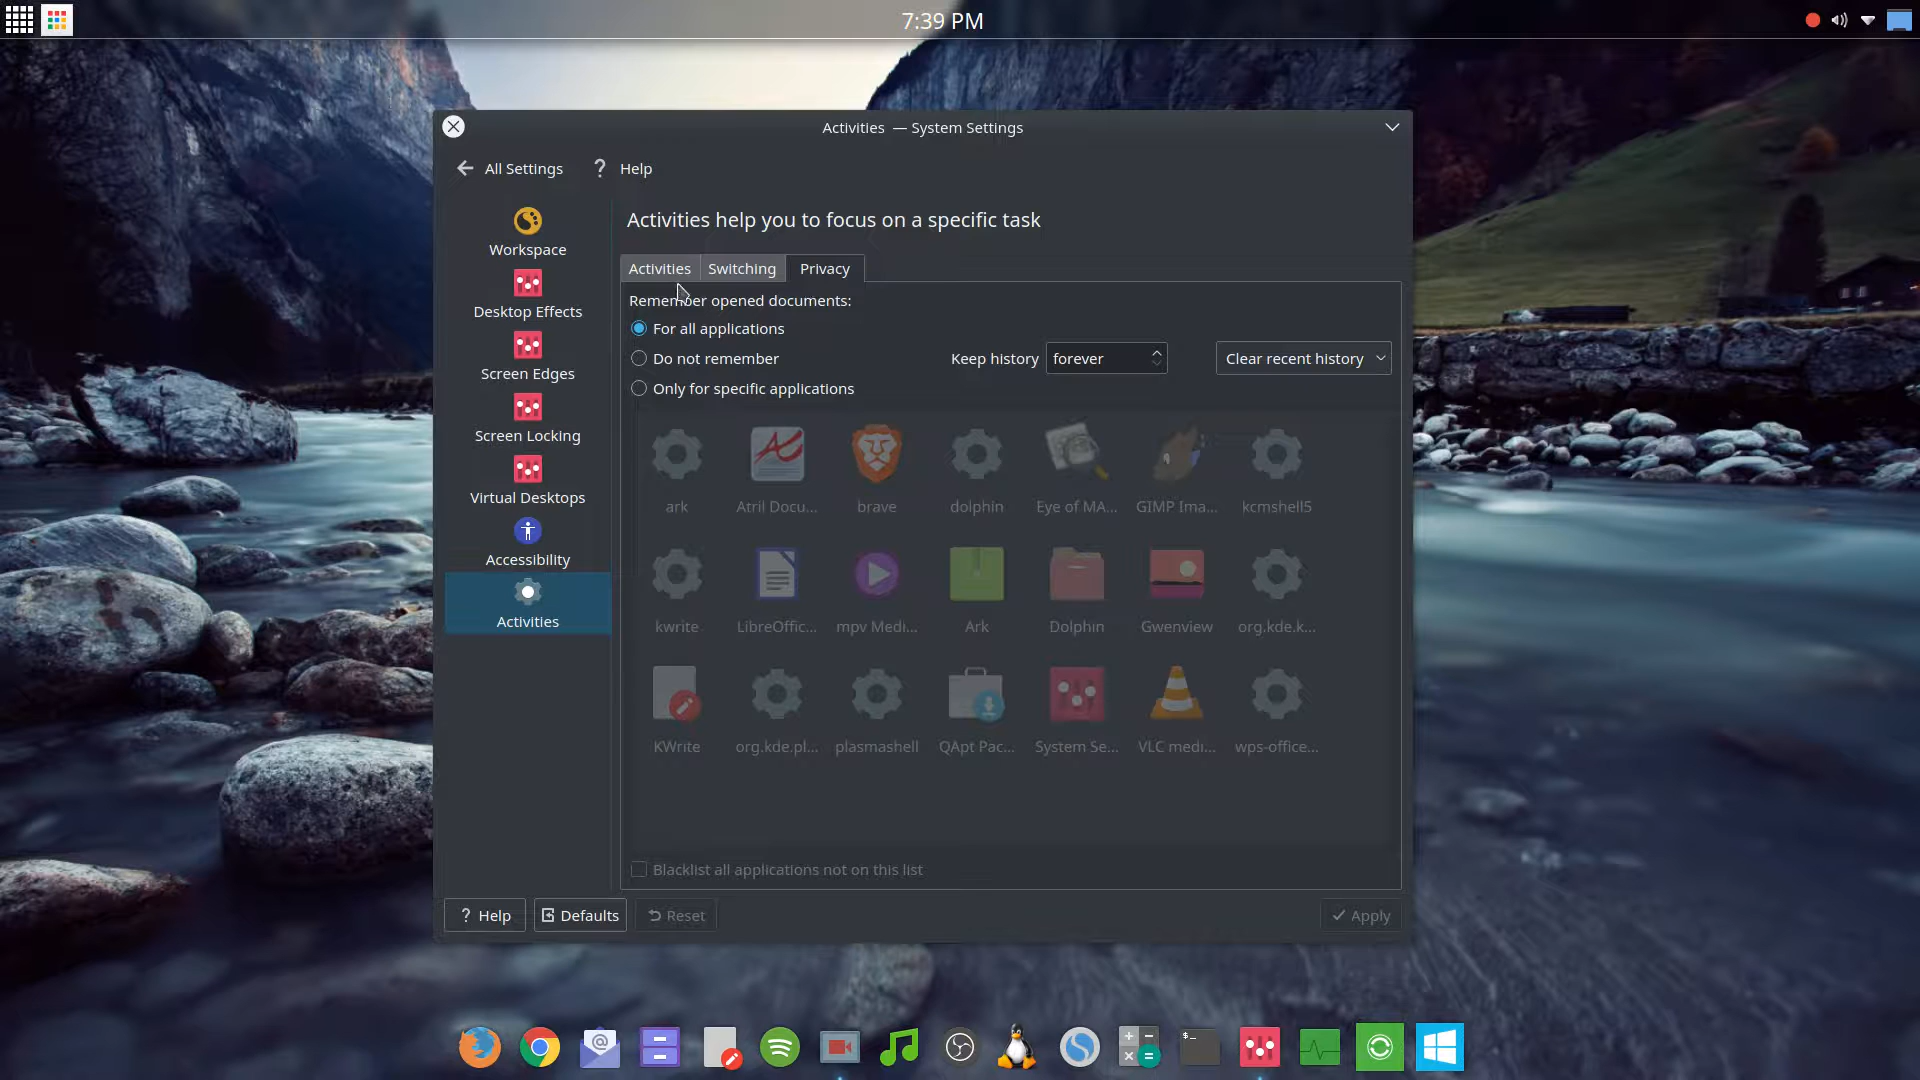 7:39 PM
Activities — System Settings
All Settings
? Help
Activities help you to focus on a specific task
Workspace
Desktop Effects
Screen Edges
Screen Locking
Virtual Desktops
Accessibility
Activities
Activities Switching Privacy
Remember opened documents:
For all applications
Do not remember
Keep history forever
Clear recent history
Only for specific applications
ark Atril Docu... brave dolphin Eye of MA... GIMP Ima... kcmshell5
kwrite LibreOffic... mpv Medi... Ark Dolphin Gwenview org.kde.k...
KWrite org.kde.pl... plasmashell QApt Pac... System Se... VLC medi... wps-office...
Blacklist all applications not on this list
? Help Defaults Reset Apply